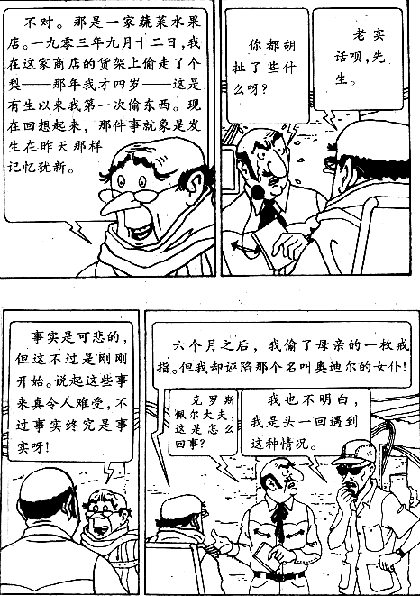 不对。那是一家蔬菜水果
店。一九零三年九月十二日，我
在这家商店的货架上偷走了个
梨——那年我才四岁——这是
有生以来我第一次偷东西。现
在回想起来，那件事就象是发
生在昨天那样
记忆犹新。
你都胡
扯了些什
么呀？
老实
话呗，先
生。
事实是可悲的，
但这不过是刚刚
开始。说起这些事
来真令人难受，不
过事实终究是事
实呀！
六个月之后，我偷了母亲的一枚戒
指。但我却诬陷那个名叫奥迪尔的女仆！
克罗斯
佩尔大夫，
这是怎么
回事？
我也不明白，
我是头一回遇到
这种情况。